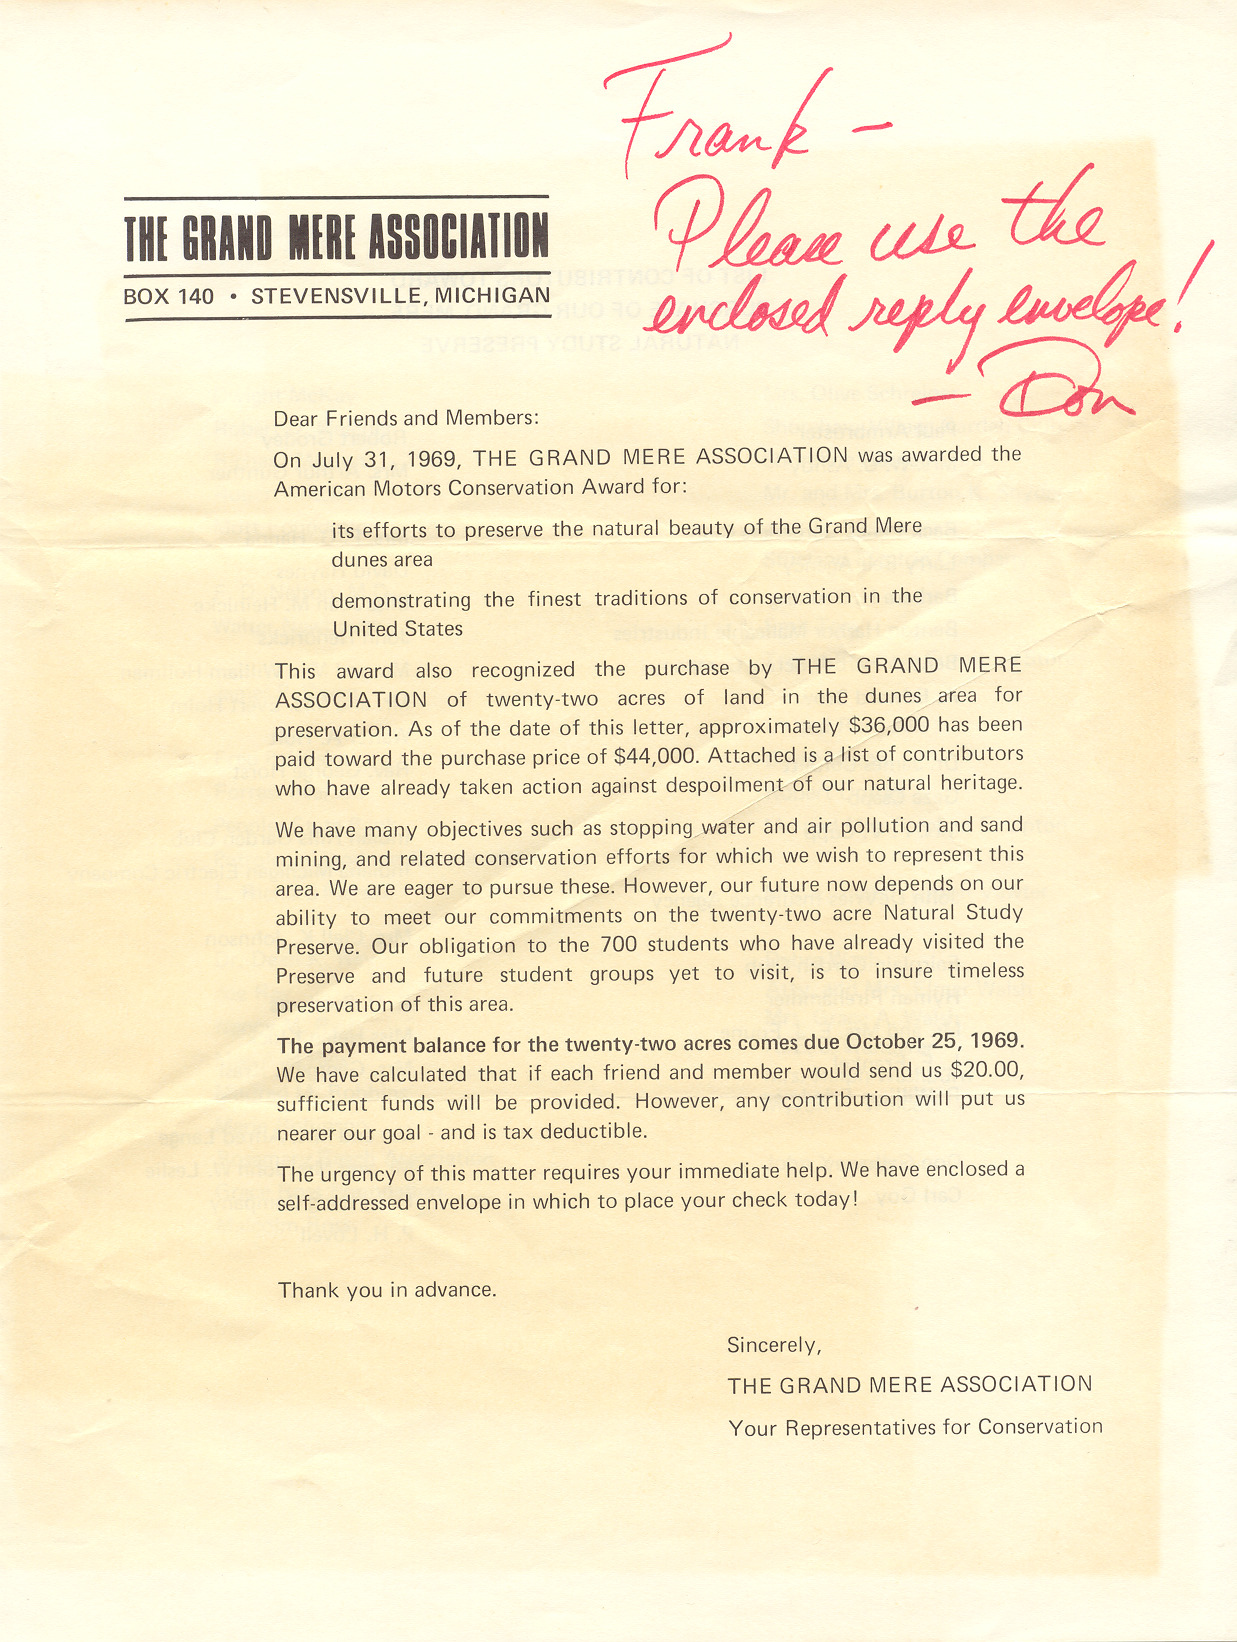 Frank —
Please use the
enclosed reply envelope!
— Don
THE GRAND MERE ASSOCIATION
BOX 140 • STEVENSVILLE, MICHIGAN
Dear Friends and Members:
On July 31, 1969, THE GRAND MERE ASSOCIATION was awarded the
American Motors Conservation Award for:
its efforts to preserve the natural beauty of the Grand Mere
dunes area
demonstrating the finest traditions of conservation in the
United States
This award also recognized the purchase by THE GRAND MERE
ASSOCIATION of twenty-two acres of land in the dunes area for
preservation. As of the date of this letter, approximately $36,000 has been
paid toward the purchase price of $44,000. Attached is a list of contributors
who have already taken action against despoilment of our natural heritage.
We have many objectives such as stopping water and air pollution and sand
mining, and related conservation efforts for which we wish to represent this
area. We are eager to pursue these. However, our future now depends on our
ability to meet our commitments on the twenty-two acre Natural Study
Preserve. Our obligation to the 700 students who have already visited the
Preserve and future student groups yet to visit, is to insure timeless
preservation of this area.
The payment balance for the twenty-two acres comes due October 25, 1969.
We have calculated that if each friend and member would send us $20.00,
sufficient funds will be provided. However, any contribution will put us
nearer our goal - and is tax deductible.
The urgency of this matter requires your immediate help. We have enclosed a
self-addressed envelope in which to place your check today!
Thank you in advance.
Sincerely,
THE GRAND MERE ASSOCIATION
Your Representatives for Conservation